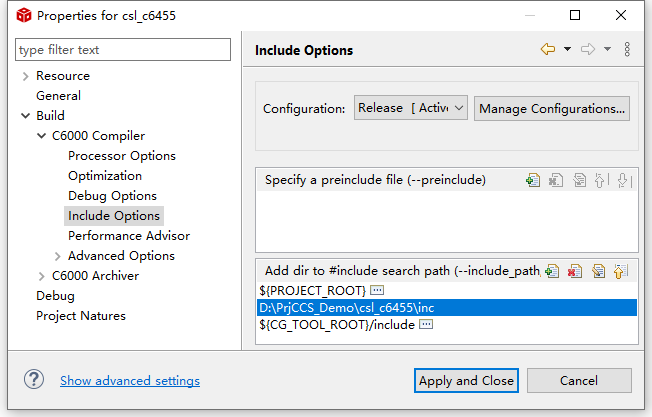 Properties for csl_c6455
type filter text
Resource
General
Build
C6000 Compiler
Processor Options
Optimization
Debug Options
Include Options
Performance Advisor
Advanced Options
C6000 Archiver
Debug
Project Natures
Include Options
Configuration: Release [ Active Manage Configurations...
Specify a preinclude file (--preinclude)
Add dir to #include search path (--include_path,
${PROJECT_ROOT}
D:\PrjCCS_Demo\csl_c6455\inc
${CG_TOOL_ROOT}/include
Show advanced settings
Apply and Close
Cancel